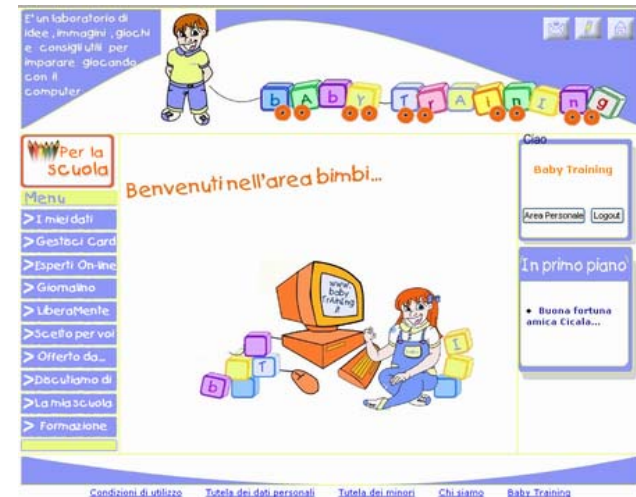 E' un laboratorio di
idee, immagini, giochi
e consigli utili per
imparare giocando
con il
computer
bAby TrAinIng
Per la
scuola
Menu
>I miei dati
>Gestisci Card
>Esperti On-line
>Giornalino
>LiberaMente
>Scelto per voi
> Offerto da...
>Discutiamo di
>La mia scuola
> Formazione
Benvenuti nell'area bimbi...
www.
baby
TrAining
.it
b
T
I
Ciao
Baby Training
Area Personale
Logout
In primo piano
• Buona fortuna
amica Cicala...
Condizioni di utilizzo Tutela dei dati personali Tutela dei minori Chi siamo Baby Training